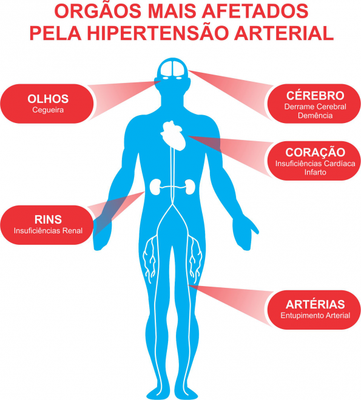 ORGÃOS MAIS AFETADOS
PELA HIPERTENSÃO ARTERIAL
OLHOS
Cegueira
CÉREBRO
Derrame Cerebral
Demência
CORAÇÃO
Insuficiências Cardíaca
Infarto
RINS
Insuficiências Renal
ARTÉRIAS
Entupimento Arterial